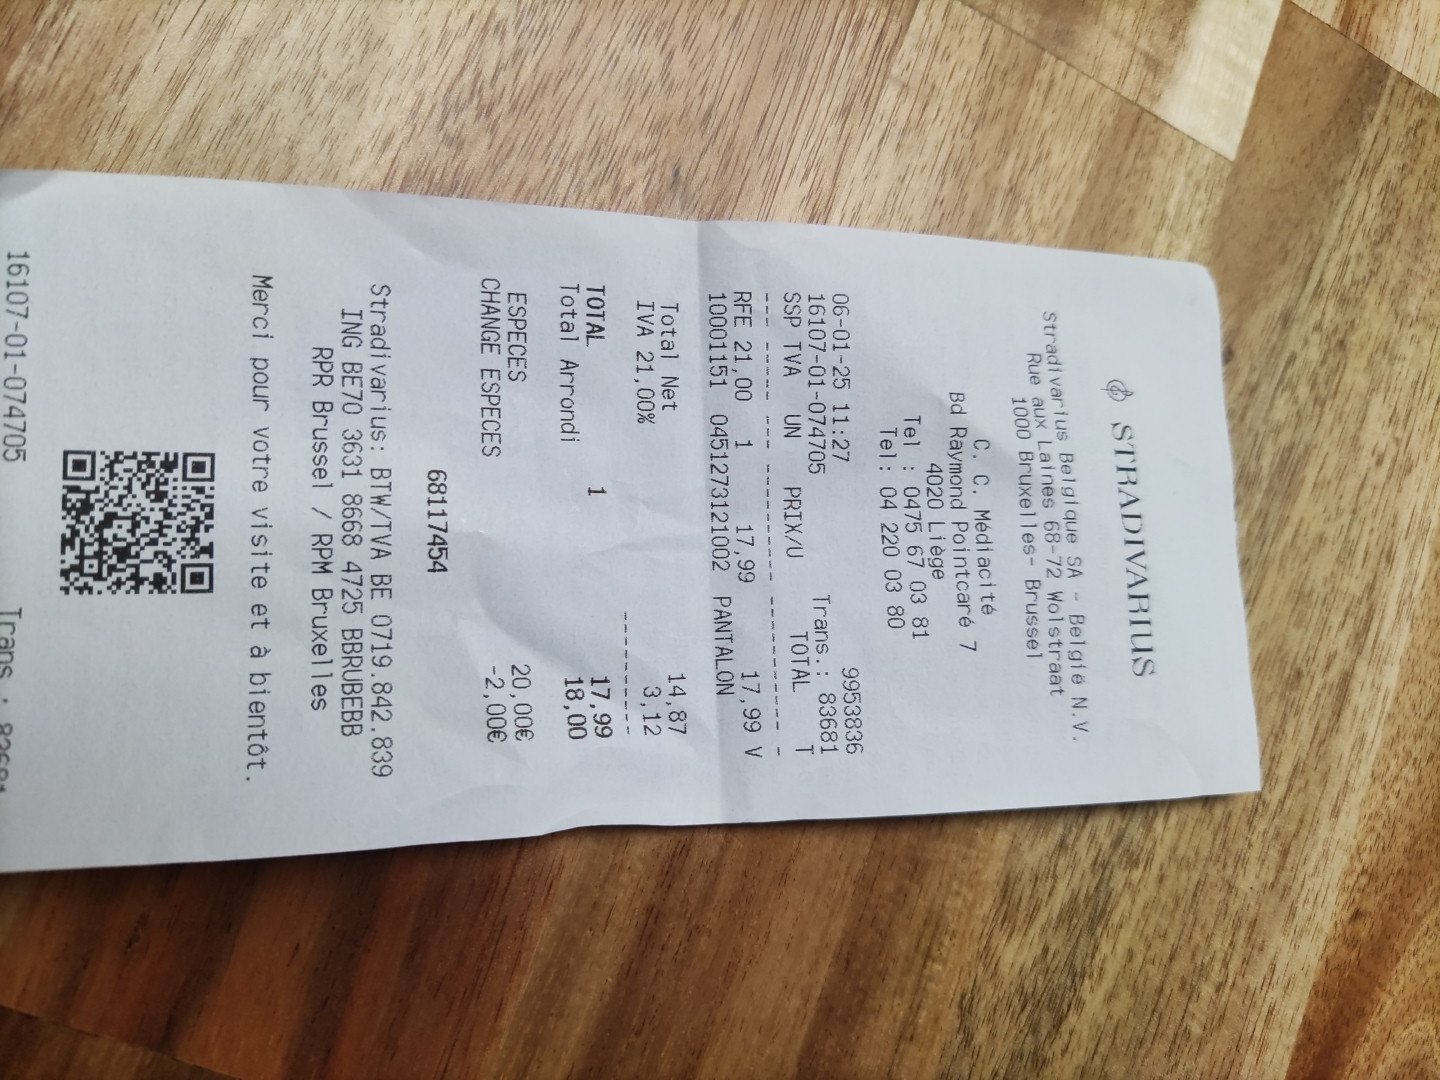 STRADIVARIUS
Stradivarius Belgique SA - België N.V.
Rue aux Laines 68-72 Wolstraat
1000 Bruxelles- Brussel
C. C. Médiacité
Bd Raymond Pointcaré 7
4020 Liège
Tel : 0475 67 03 81
Tel: 04 220 03 80
06-01-25 11:27 9953836
16107-01-074705 Trans.: 83681
SSP TVA UN PRIX/U TOTAL T
RFE 21,00 1 17,99 17,99 V
10001151 0451273121002 PANTALON
Total Net 14,87
IVA 21,00% 3,12
TOTAL 1 17,99
Total Arrondi 18,00
ESPECES 20,00€
CHANGE ESPECES -2,00€
68117454
Stradivarius: BTW/TVA BE 0719.842.839
ING BE70 3631 8668 4725 BBRUBEBB
RPR Brussel / RPM Bruxelles
Merci pour votre visite et à bientôt.
16107-01-074705 Trans.: 83681